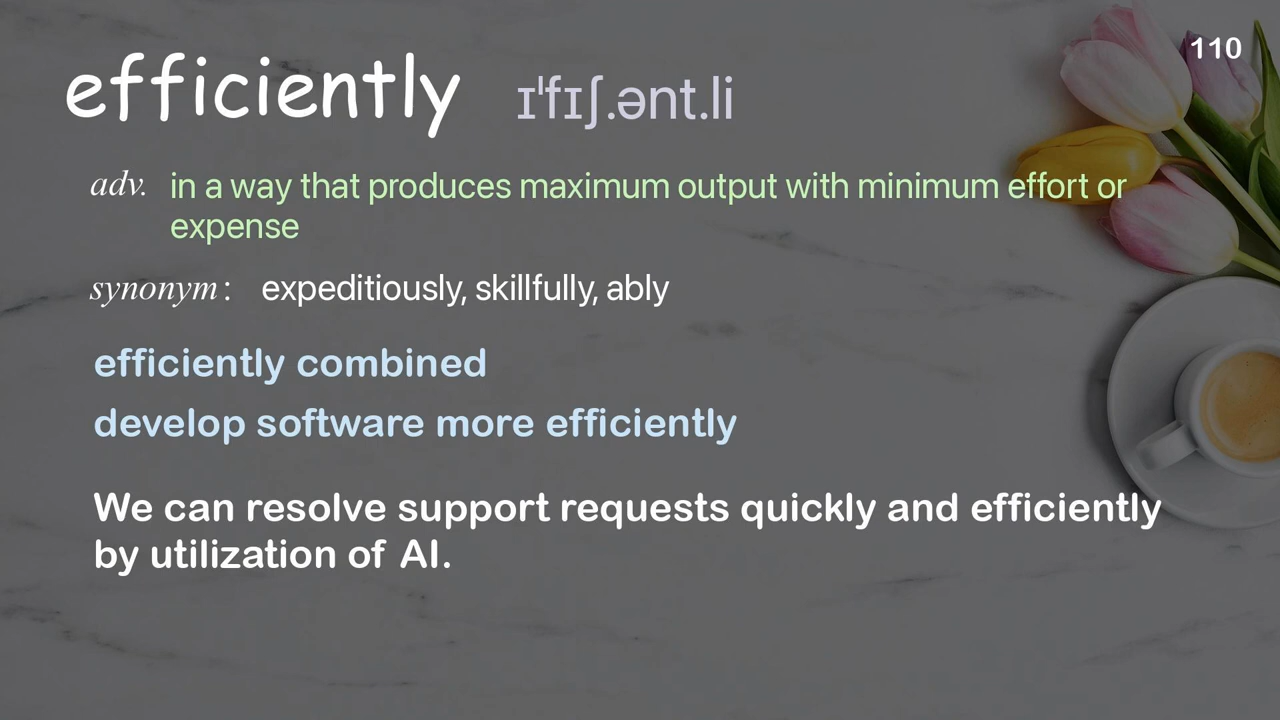 110
efficiently ɪˈfɪʃ.ənt.li
adv. in a way that produces maximum output with minimum effort or
expense
synonym: expeditiously, skillfully, ably
efficiently combined
develop software more efficiently
We can resolve support requests quickly and efficiently
by utilization of AI.